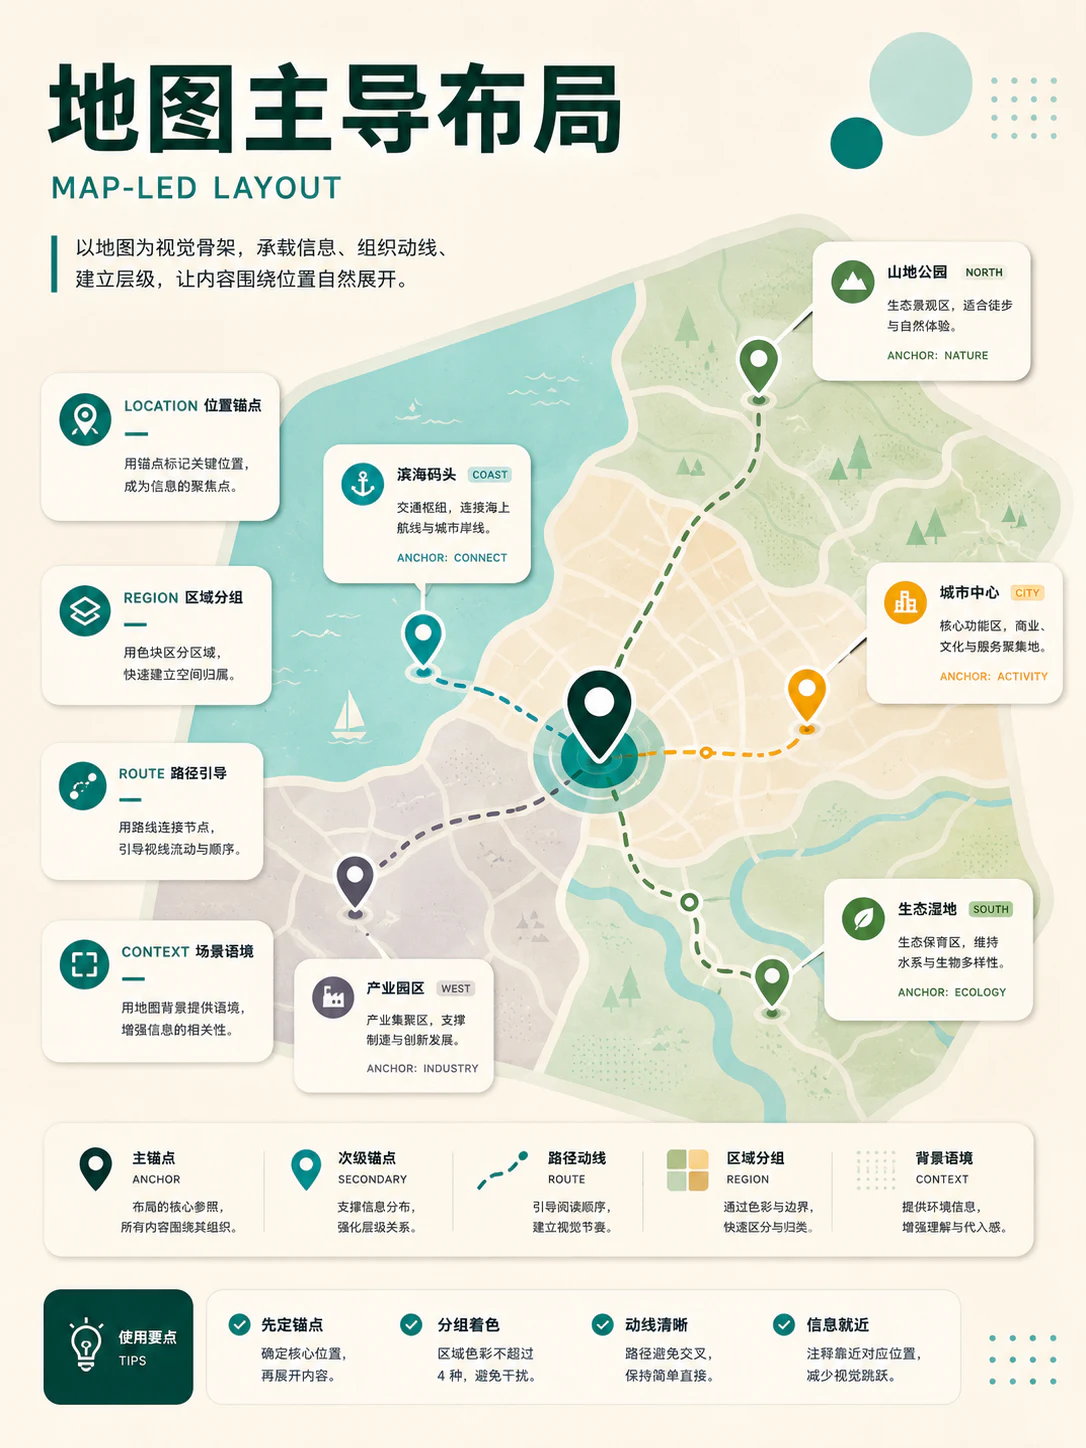 地图主导布局
MAP-LED LAYOUT
以地图为视觉骨架，承载信息、组织动线、
建立层级，让内容围绕位置自然展开。
山地公园 NORTH
生态景观区，适合徒步
与自然体验。
ANCHOR: NATURE
LOCATION 位置锚点
用锚点标记关键位置，
成为信息的聚焦点。
滨海码头 COAST
交通枢纽，连接海上
航线与城市岸线。
ANCHOR: CONNECT
REGION 区域分组
用色块区分区域，
快速建立空间归属。
城市中心 CITY
核心功能区，商业、
文化与服务聚集地。
ANCHOR: ACTIVITY
ROUTE 路径引导
用路线连接节点，
引导视线流动与顺序。
生态湿地 SOUTH
生态保育区，维持
水系与生物多样性。
ANCHOR: ECOLOGY
CONTEXT 场景语境
用地图背景提供语境，
增强信息的相关性。
产业园区 WEST
产业集聚区，支撑
制造与创新发展。
ANCHOR: INDUSTRY
主锚点
ANCHOR
布局的核心参照，
所有内容围绕其组织。
次级锚点
SECONDARY
支撑信息分布，
强化层级关系。
路径动线
ROUTE
引导阅读顺序，
建立视觉节奏。
区域分组
REGION
通过色彩与边界，
快速区分与归类。
背景语境
CONTEXT
提供环境信息，
增强理解与代入感。
使用要点
TIPS
先定锚点
确定核心位置，
再展开内容。
分组着色
区域色彩不超过
4 种，避免干扰。
动线清晰
路径避免交叉，
保持简单直接。
信息就近
注释靠近对应位置，
减少视觉跳跃。